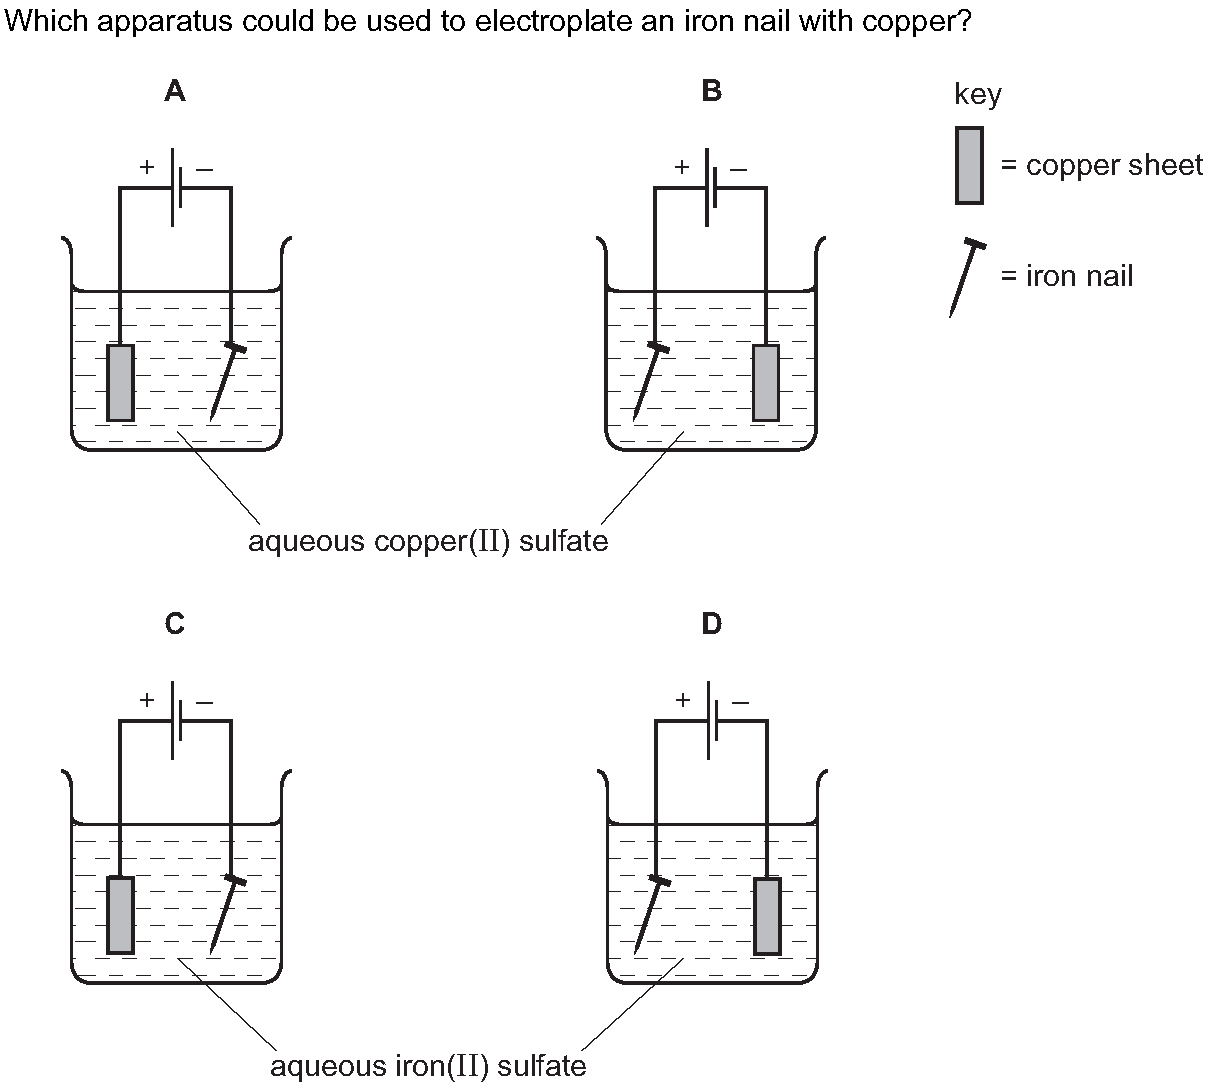 Which apparatus could be used to electroplate an iron nail with copper?
A
B
key
+ –
+ –
= copper sheet
= iron nail
aqueous copper(II) sulfate
C
D
+ –
+ –
aqueous iron(II) sulfate